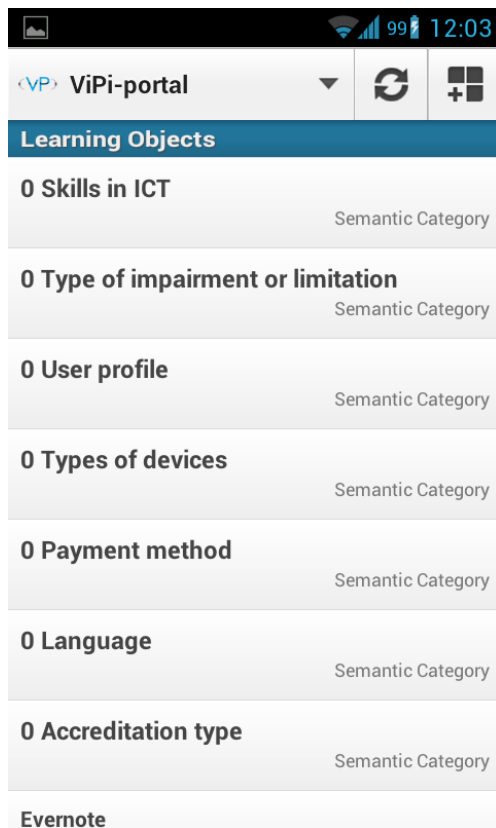 99 12:03
VP ViPi-portal
Learning Objects
0 Skills in ICT
Semantic Category
0 Type of impairment or limitation
Semantic Category
0 User profile
Semantic Category
0 Types of devices
Semantic Category
0 Payment method
Semantic Category
0 Language
Semantic Category
0 Accreditation type
Semantic Category
Evernote